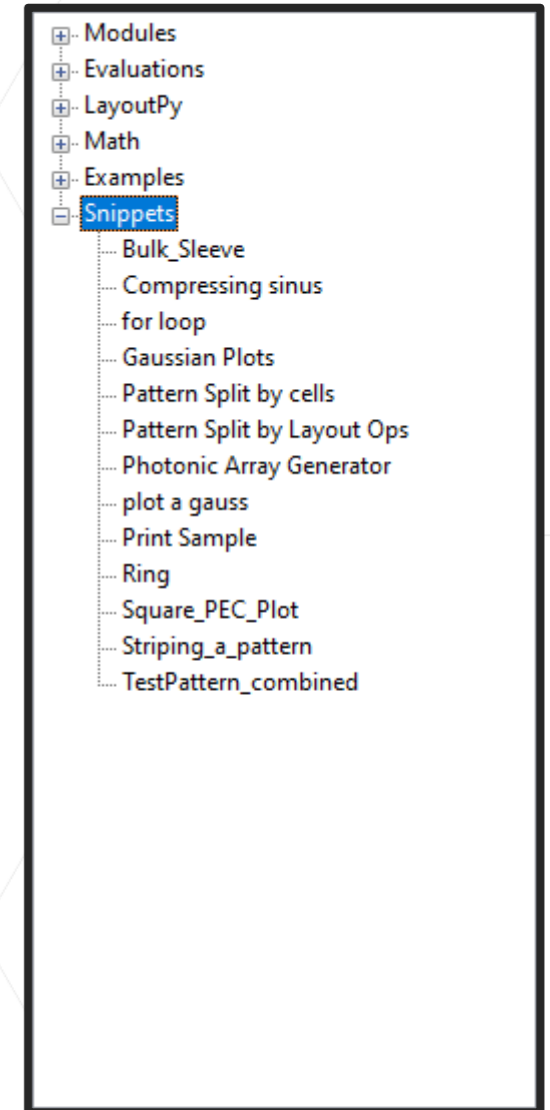 Modules
Evaluations
LayoutPy
Math
Examples
Snippets
Bulk_Sleeve
Compressing sinus
for loop
Gaussian Plots
Pattern Split by cells
Pattern Split by Layout Ops
Photonic Array Generator
plot a gauss
Print Sample
Ring
Square_PEC_Plot
Striping_a_pattern
TestPattern_combined